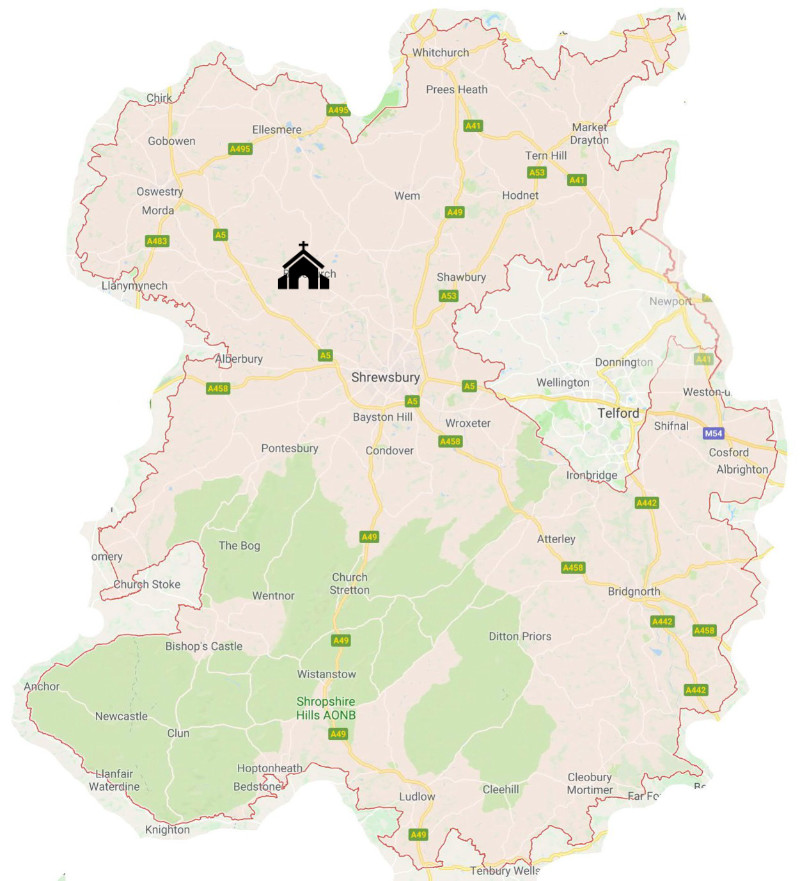 M
Whitchurch
Chirk
Prees Heath
A495
A41
Ellesmere
Market
Drayton
Gobowen
A495
Tern Hill
A53
A41
Oswestry
Wem
Hodnet
Morda
A49
A483
A5
Shawbury
Llanymynech
A53
Newport
Alberbury
A5
A41
Donnington
Shrewsbury
Wellington
A458
A5
Weston-u
A5
Telford
Bayston Hill
Wroxeter
Shifnal
M54
A458
Pontesbury
Condover
Cosford
Albrighton
Ironbridge
A442
A49
Atterley
The Bog
omery
A458
Church Stoke
Church
Stretton
Wentnor
Bridgnorth
A442
A458
Ditton Priors
A49
Bishop's Castle
Wistanstow
Anchor
A442
Shropshire
Hills AONB
Newcastle
Clun
A49
Hoptonheath
Llanfair
Waterdine
Bedstone
Cleobury
Mortimer
Cleehill
Ludlow
Far Fo
Knighton
A49
Tenbury Wells